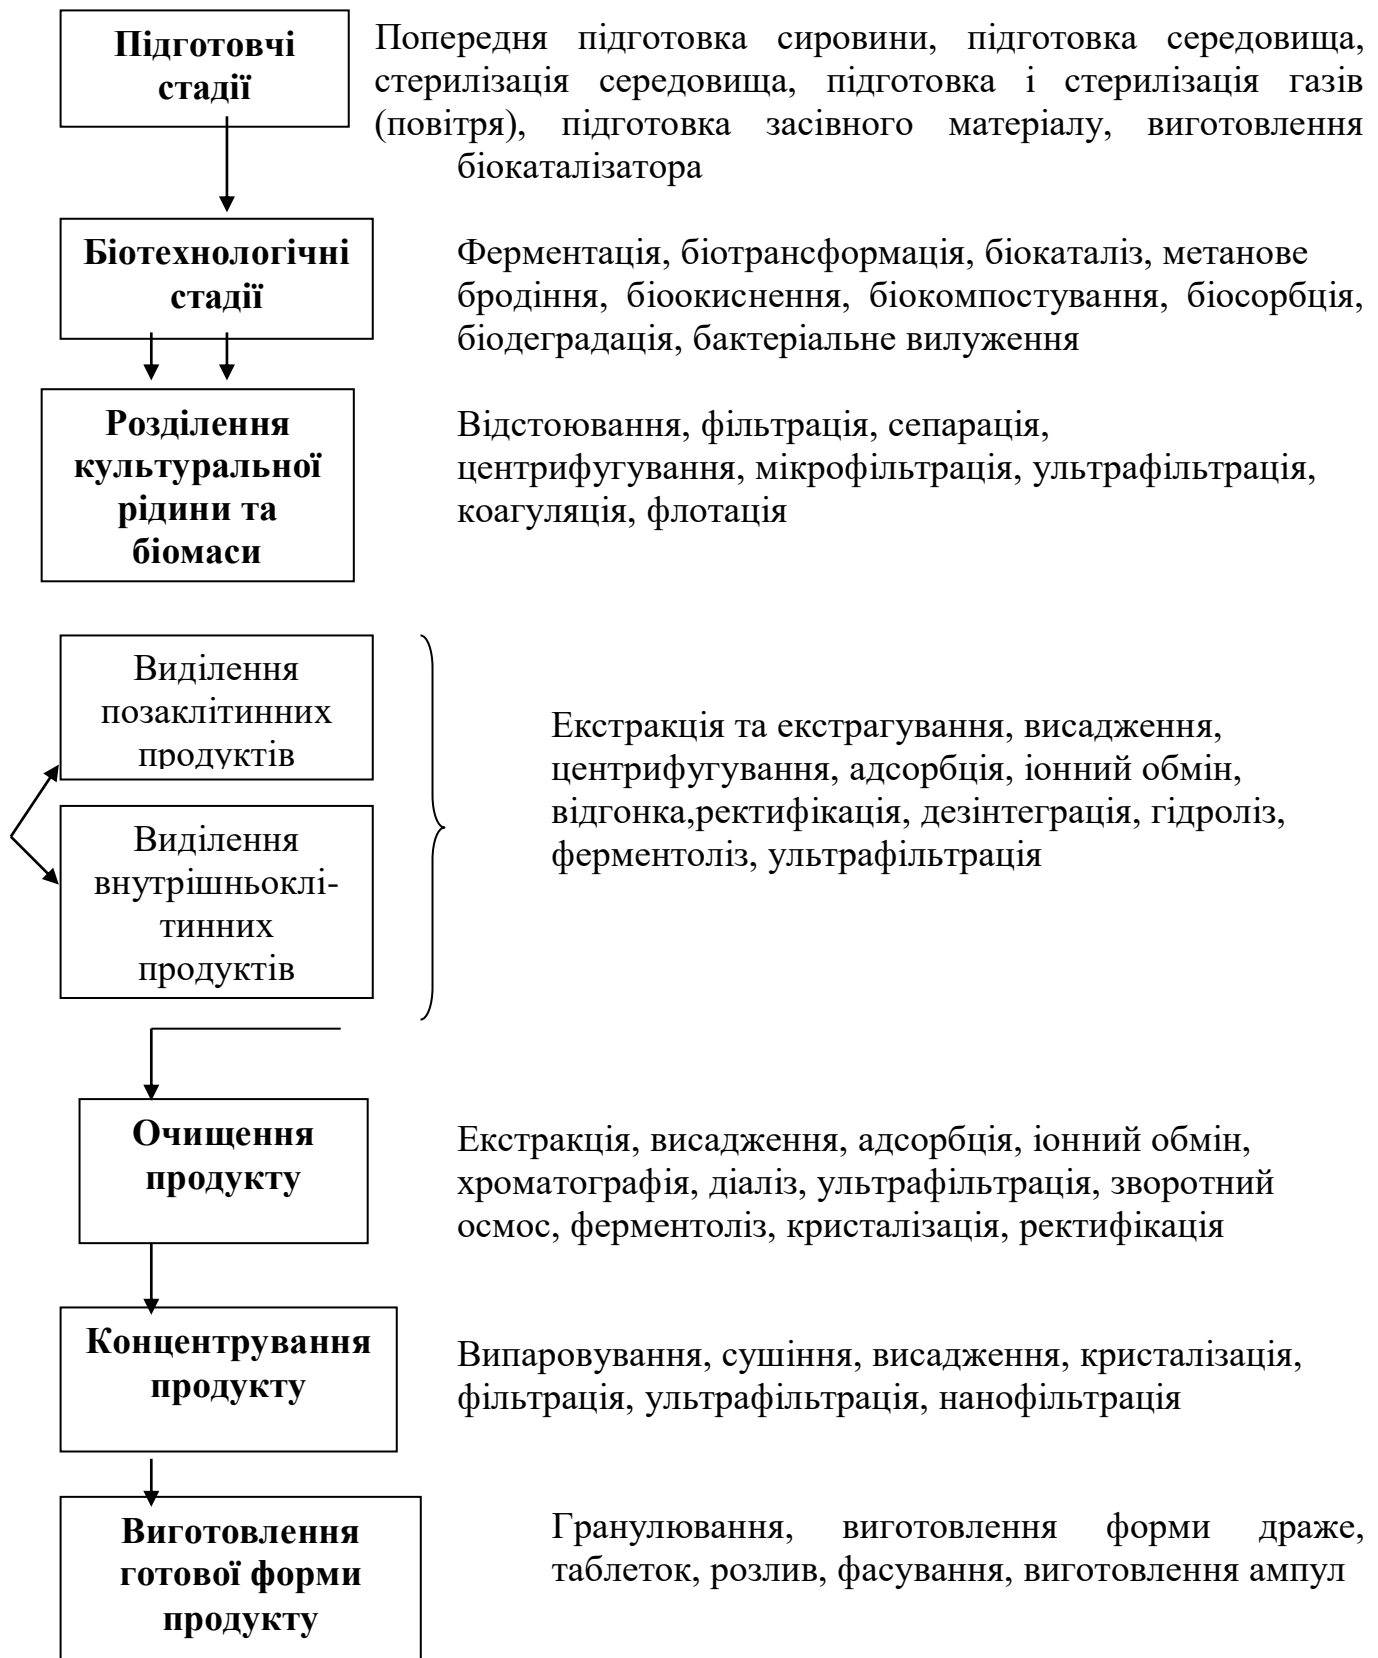 Підготовчі
стадії
Попередня підготовка сировини, підготовка середовища,
стерилізація середовища, підготовка і стерилізація газів
(повітря), підготовка засівного матеріалу, виготовлення
біокаталізатора
Біотехнологічні
стадії
Ферментація, біотрансформація, біокаталіз, метанове
бродіння, біоокиснення, біокомпостування, біосорбція,
біодеградація, бактеріальне вилуження
Розділення
культуральної
рідини та
біомаси
Відстоювання, фільтрація, сепарація,
центрифугування, мікрофільтрація, ультрафільтрація,
коагуляція, флотація
Виділення
позаклітинних
продуктів
Виділення
внутрішньоклі-
тинних
продуктів
Екстракція та екстрагування, висадження,
центрифугування, адсорбція, іонний обмін,
відгонка,ректифікація, дезінтеграція, гідроліз,
ферментоліз, ультрафільтрація
Очищення
продукту
Екстракція, висадження, адсорбція, іонний обмін,
хроматографія, діаліз, ультрафільтрація, зворотний
осмос, ферментоліз, кристалізація, ректифікація
Концентрування
продукту
Випаровування, сушіння, висадження, кристалізація,
фільтрація, ультрафільтрація, нанофільтрація
Виготовлення
готової форми
продукту
Гранулювання, виготовлення форми драже,
таблеток, розлив, фасування, виготовлення ампул